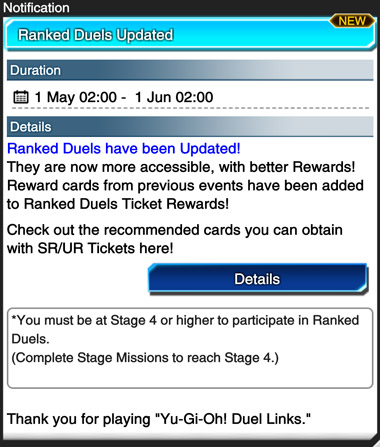 Notification
NEW
Ranked Duels Updated
Duration
1 May 02:00 - 1 Jun 02:00
Details
Ranked Duels have been Updated!
They are now more accessible, with better Rewards!
Reward cards from previous events have been added
to Ranked Duels Ticket Rewards!
Check out the recommended cards you can obtain
with SR/UR Tickets here!
Details
*You must be at Stage 4 or higher to participate in Ranked
Duels.
(Complete Stage Missions to reach Stage 4.)
Thank you for playing "Yu-Gi-Oh! Duel Links."